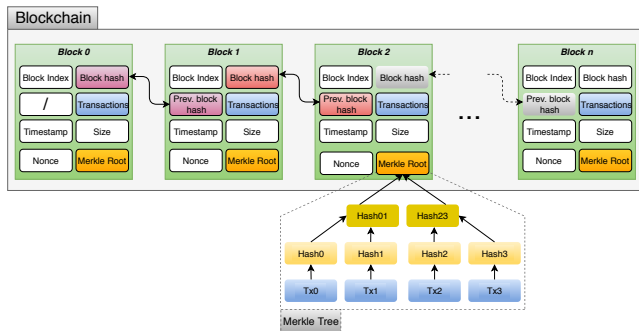 Blockchain
Block 0
Block Index
Block hash
/
Transactions
Timestamp
Size
Nonce
Merkle Root
Block 1
Block Index
Block hash
Prev. block
hash
Transactions
Timestamp
Size
Nonce
Merkle Root
Block 2
Block Index
Block hash
Prev. block
hash
Transactions
Timestamp
Size
Nonce
Merkle Root
...
Block n
Block Index
Block hash
Prev. block
hash
Transactions
Timestamp
Size
Nonce
Merkle Root
Hash01
Hash23
Hash0
Hash1
Hash2
Hash3
Tx0
Tx1
Tx2
Tx3
Merkle Tree